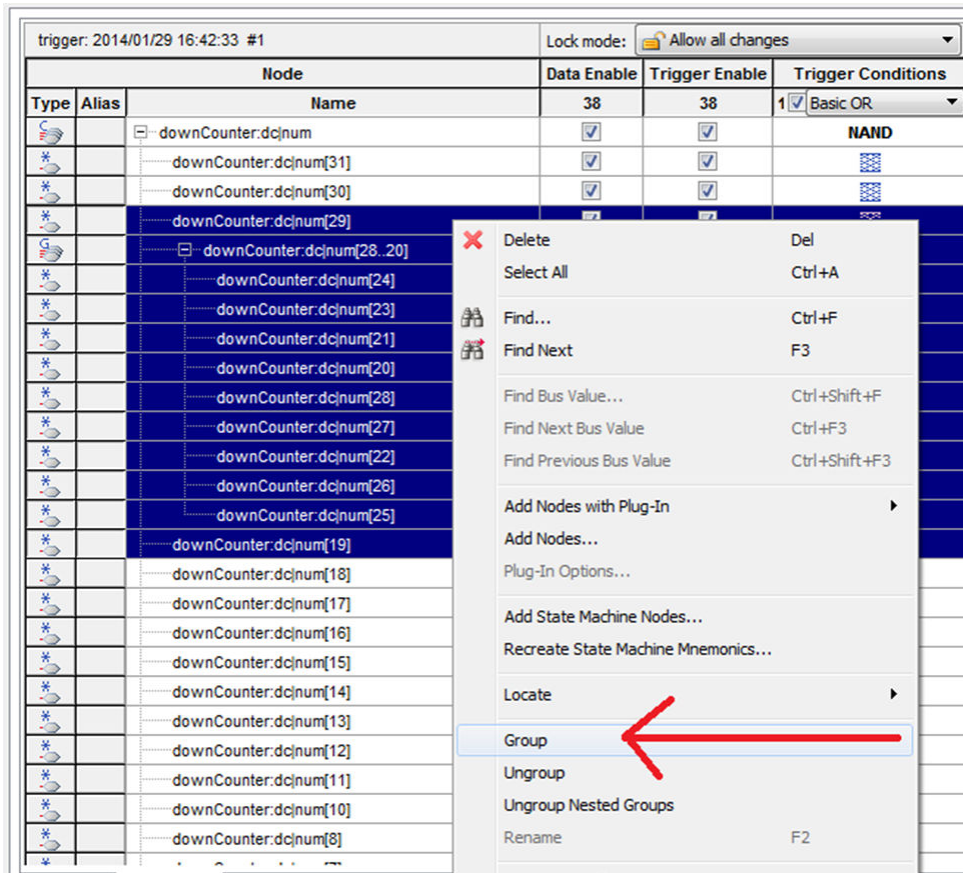 trigger: 2014/01/29 16:42:33 #1 Lock mode: Allow all changes
Node Data Enable Trigger Enable Trigger Conditions
Type Alias Name 38 38 1 Basic OR
downCounter:dc|num NAND
downCounter:dc|num[31]
downCounter:dc|num[30]
downCounter:dc|num[29]
downCounter:dc|num[28..20]
downCounter:dc|num[24]
downCounter:dc|num[23]
downCounter:dc|num[21]
downCounter:dc|num[20]
downCounter:dc|num[28]
downCounter:dc|num[27]
downCounter:dc|num[22]
downCounter:dc|num[26]
downCounter:dc|num[25]
downCounter:dc|num[19]
downCounter:dc|num[18]
downCounter:dc|num[17]
downCounter:dc|num[16]
downCounter:dc|num[15]
downCounter:dc|num[14]
downCounter:dc|num[13]
downCounter:dc|num[12]
downCounter:dc|num[11]
downCounter:dc|num[10]
downCounter:dc|num[8]
Delete Del
Select All Ctrl+A
Find... Ctrl+F
Find Next F3
Find Bus Value... Ctrl+Shift+F
Find Next Bus Value Ctrl+F3
Find Previous Bus Value Ctrl+Shift+F3
Add Nodes with Plug-In
Add Nodes...
Plug-In Options...
Add State Machine Nodes...
Recreate State Machine Mnemonics...
Locate
Group
Ungroup
Ungroup Nested Groups
Rename F2